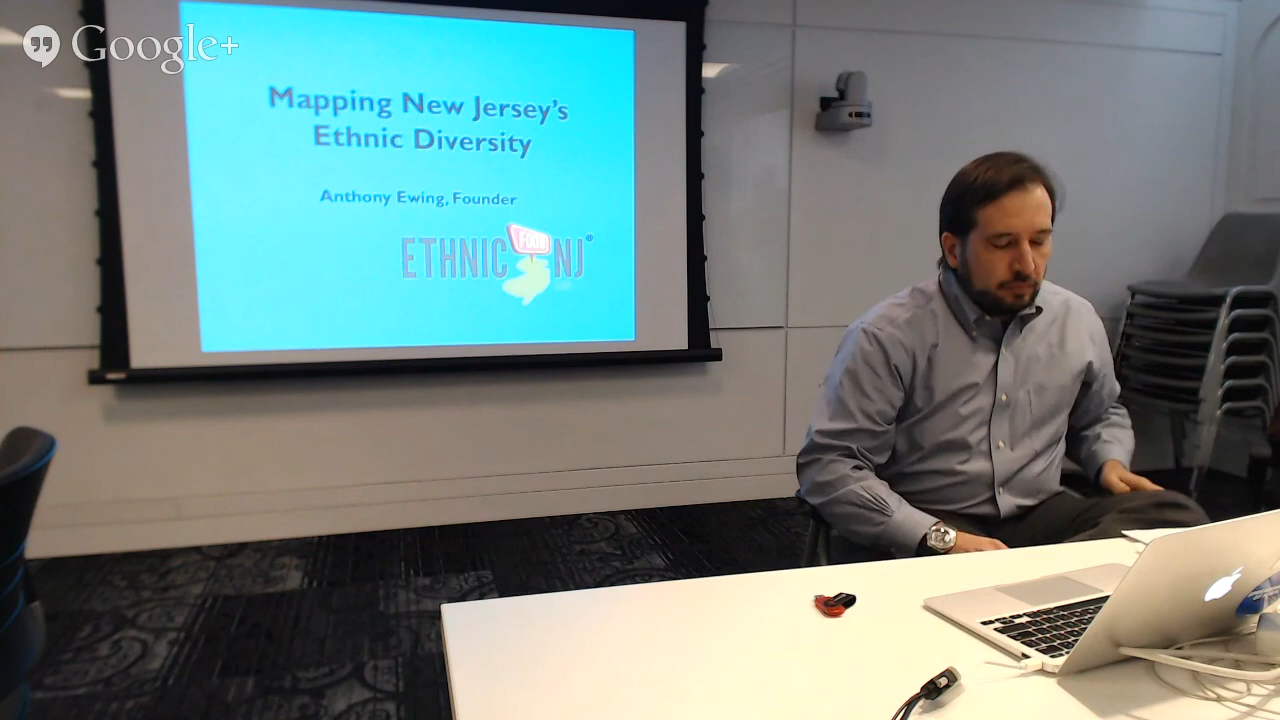 Google+
Mapping New Jersey's
Ethnic Diversity
Anthony Ewing, Founder
ETHNIC FOOD NJ®